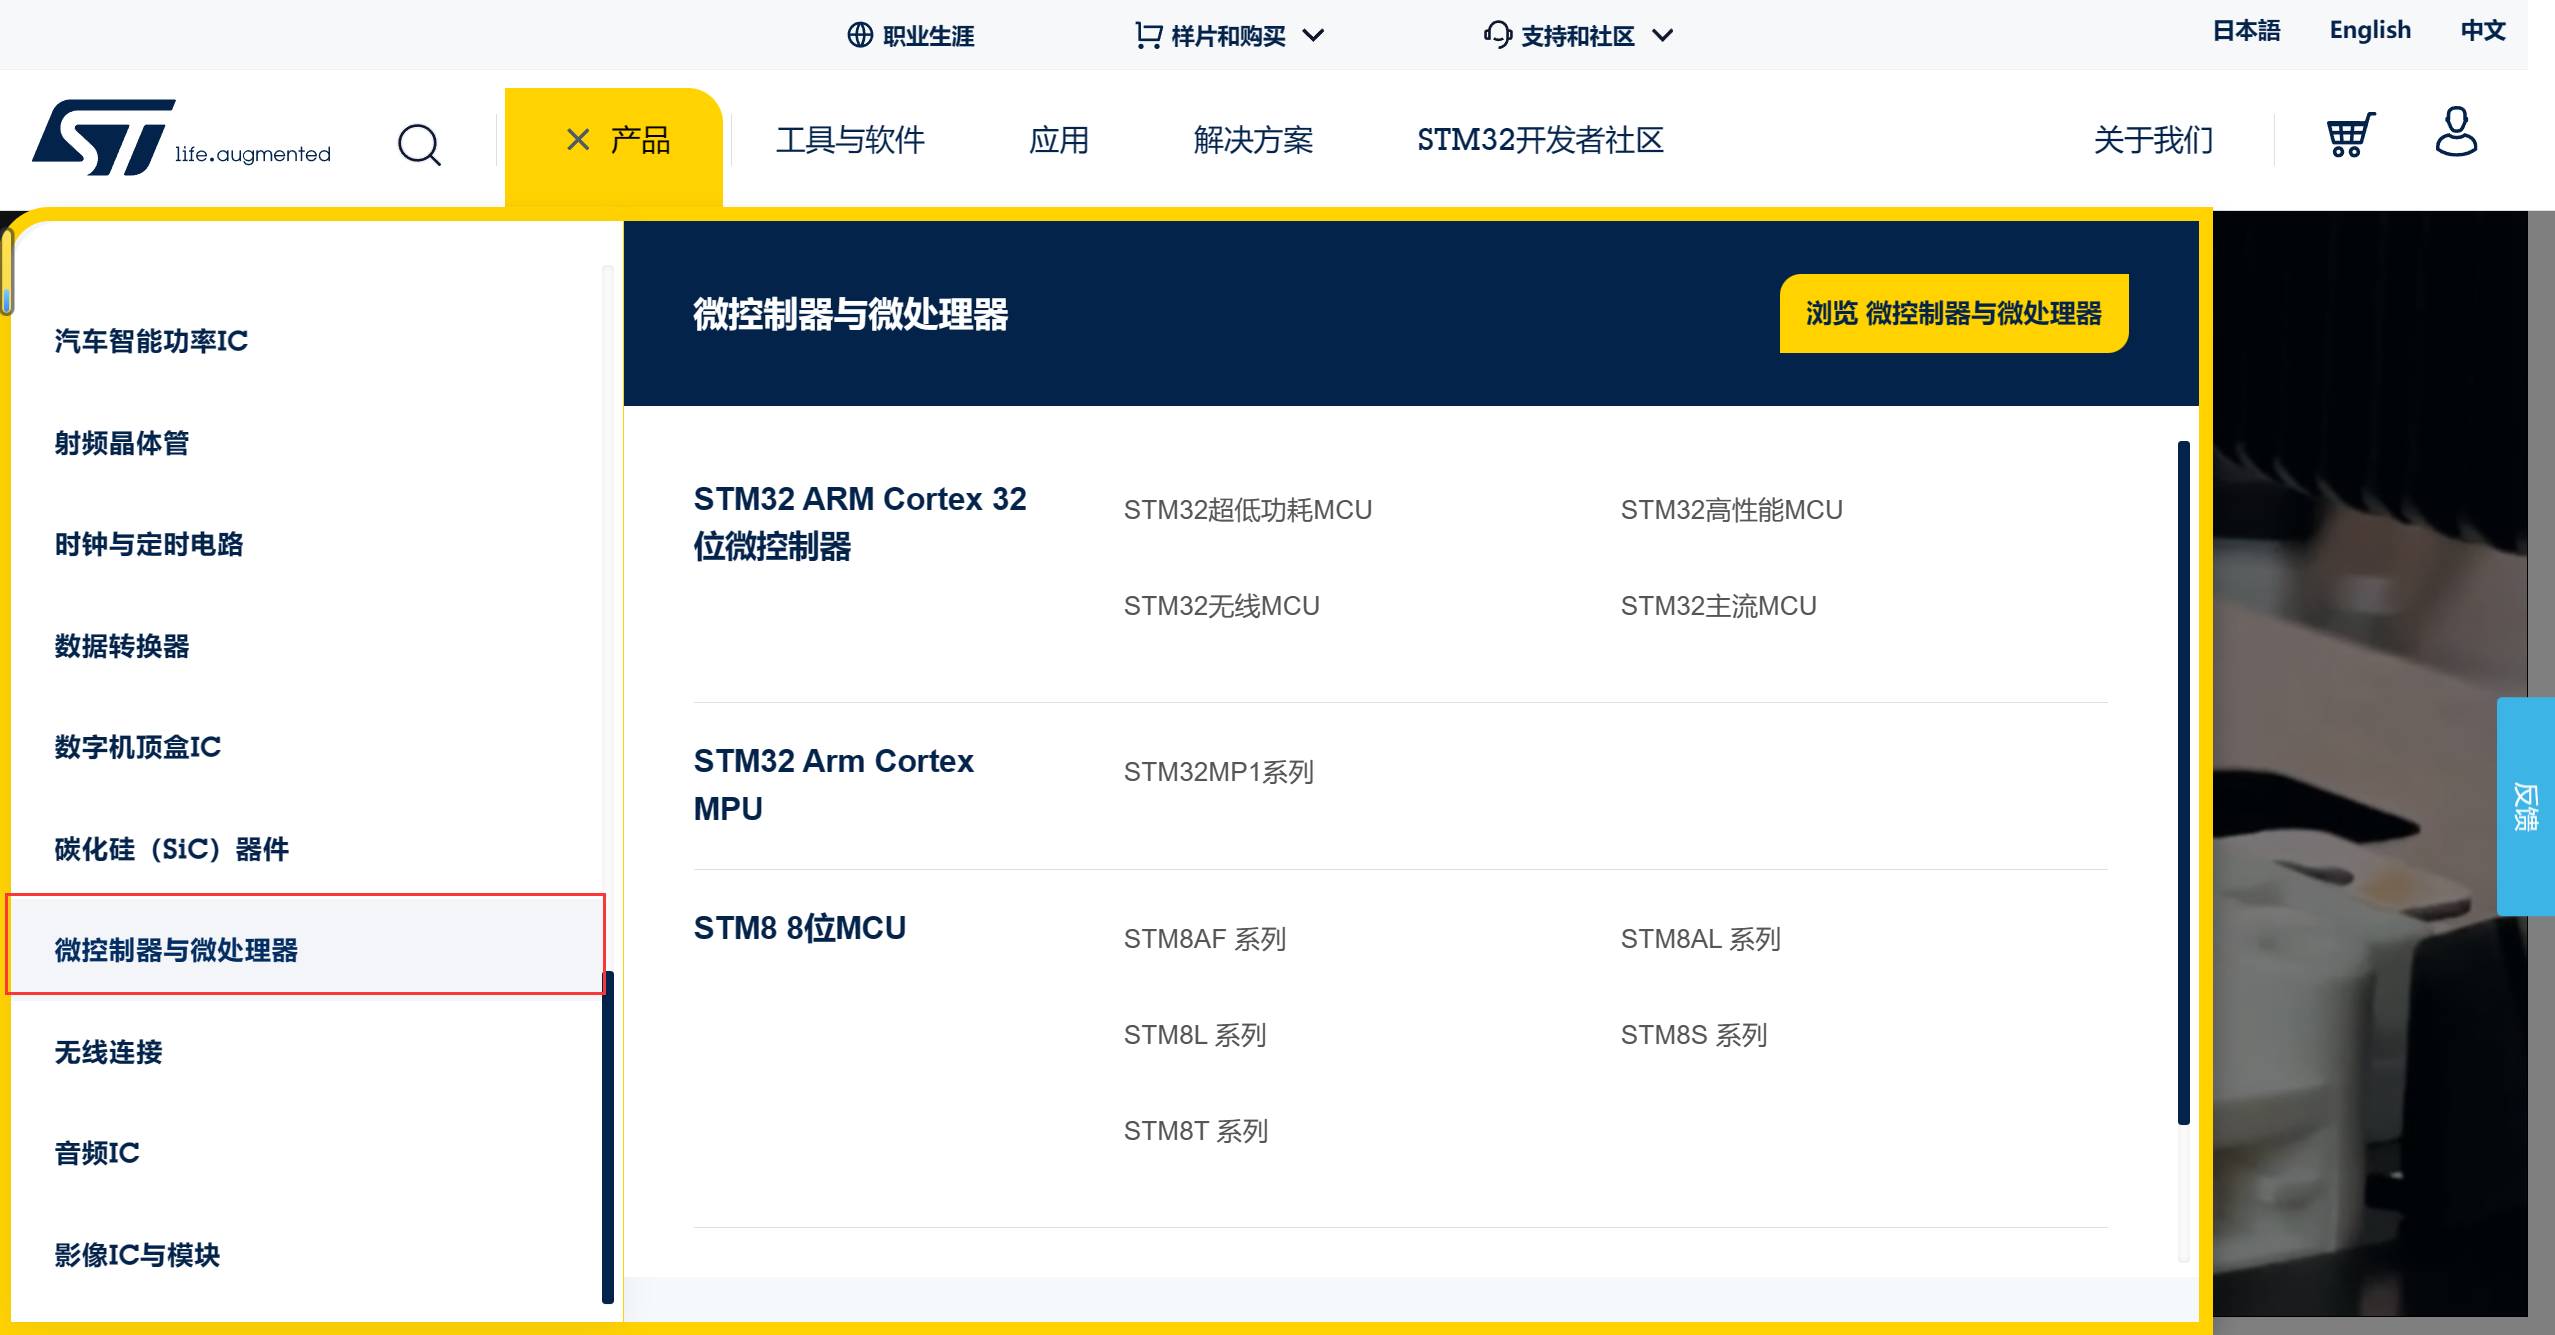 职业生涯
样片和购买
支持和社区
日本語
English
中文
ST
life.augmented
产品
工具与软件
应用
解决方案
STM32开发者社区
关于我们
汽车智能功率IC
射频晶体管
时钟与定时电路
数据转换器
数字机顶盒IC
碳化硅（SiC）器件
微控制器与微处理器
无线连接
音频IC
影像IC与模块
微控制器与微处理器
浏览 微控制器与微处理器
STM32 ARM Cortex 32
位微控制器
STM32超低功耗MCU
STM32高性能MCU
STM32无线MCU
STM32主流MCU
STM32 Arm Cortex
MPU
STM32MP1系列
STM8 8位MCU
STM8AF 系列
STM8AL 系列
STM8L 系列
STM8S 系列
STM8T 系列
反馈